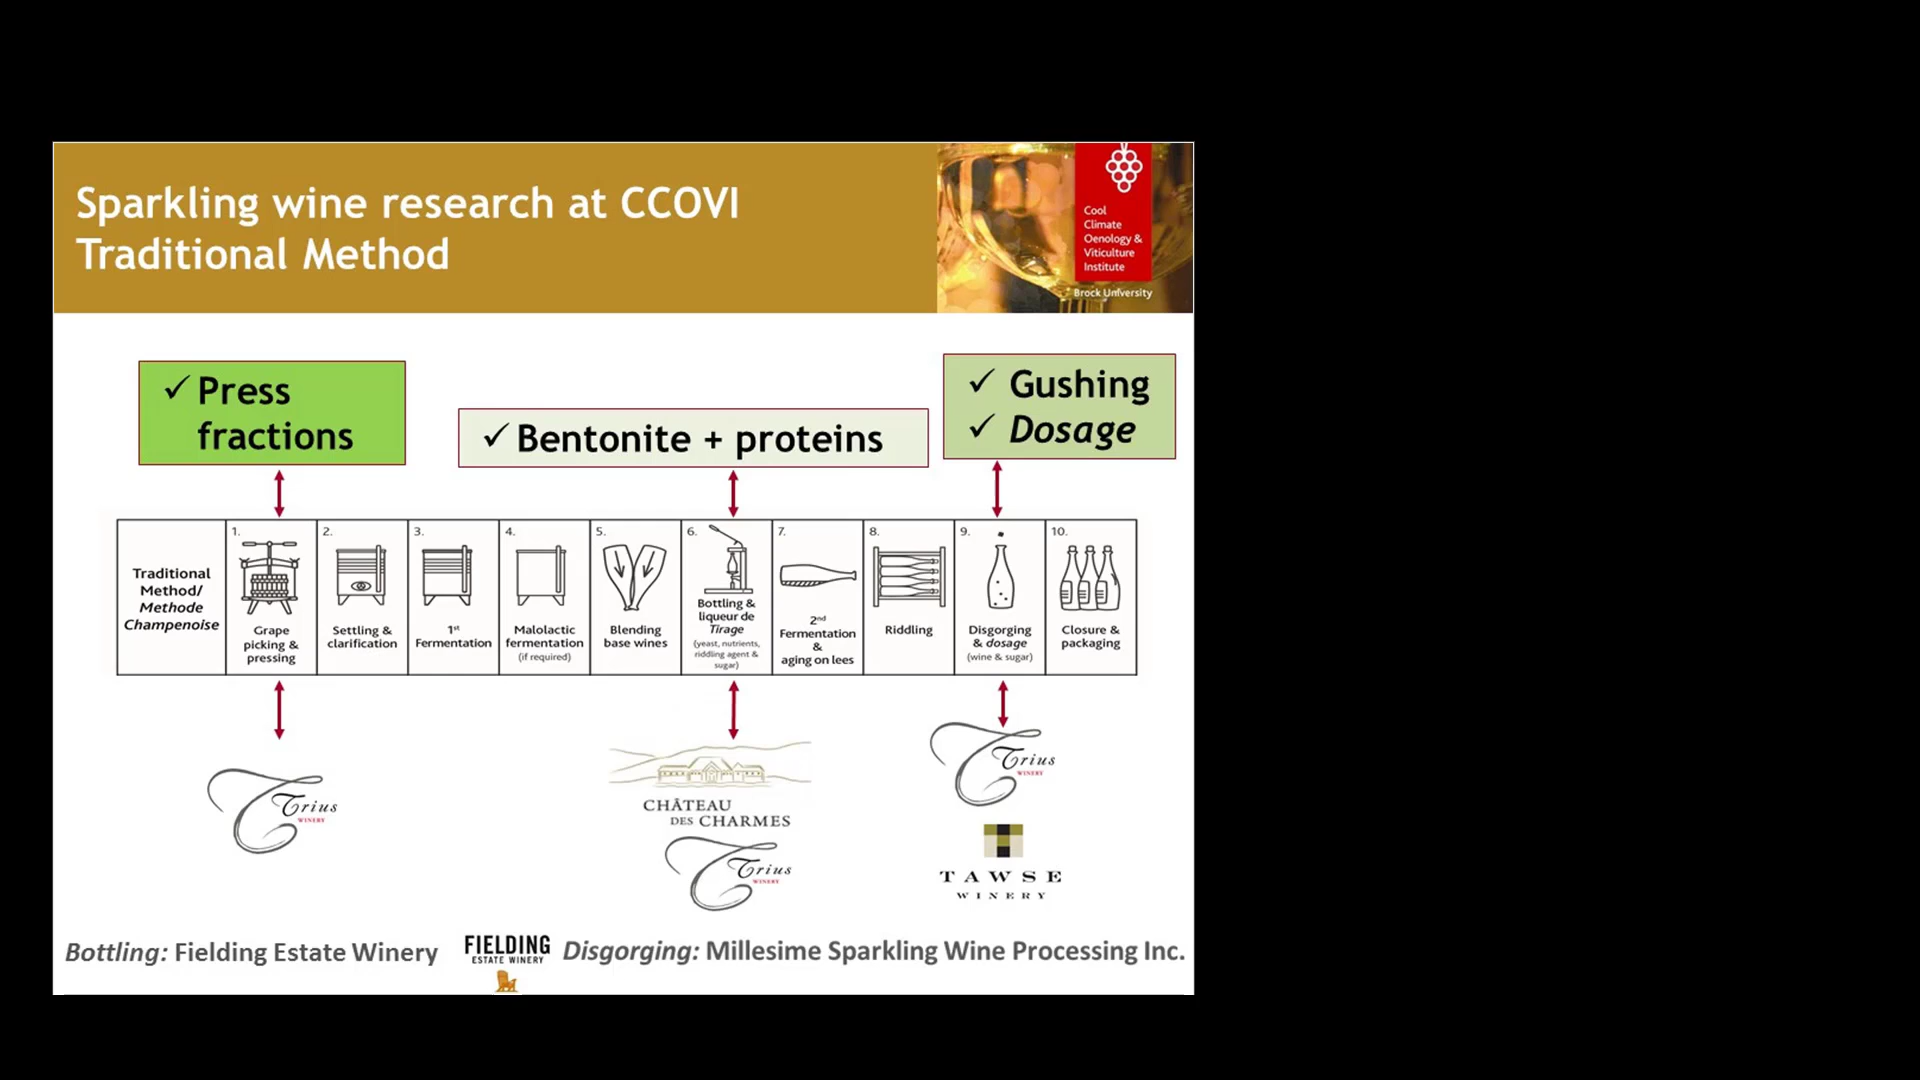 Sparkling wine research at CCOVI
Traditional Method
Cool
Climate
Oenology &
Viticulture
Institute
Brock University
✓ Press
fractions
✓ Bentonite + proteins
✓ Gushing
✓ Dosage
Traditional
Method/
Methode
Champenoise
1.
Grape
picking &
pressing
2.
Settling &
clarification
3.
1st
Fermentation
4.
Malolactic
fermentation
(if required)
5.
Blending
base wines
6.
Bottling &
liqueur de
Tirage
(yeast, nutrients,
riddling agent &
sugar)
7.
2nd
Fermentation
&
aging on lees
8.
Riddling
9.
Disgorging
& dosage
(wine & sugar)
10.
Closure &
packaging
Trius
WINERY
CHÂTEAU
DES CHARMES
Trius
WINERY
Trius
WINERY
TAWSE
WINERY
Bottling: Fielding Estate Winery
FIELDING
ESTATE WINERY
Disgorging: Millesime Sparkling Wine Processing Inc.